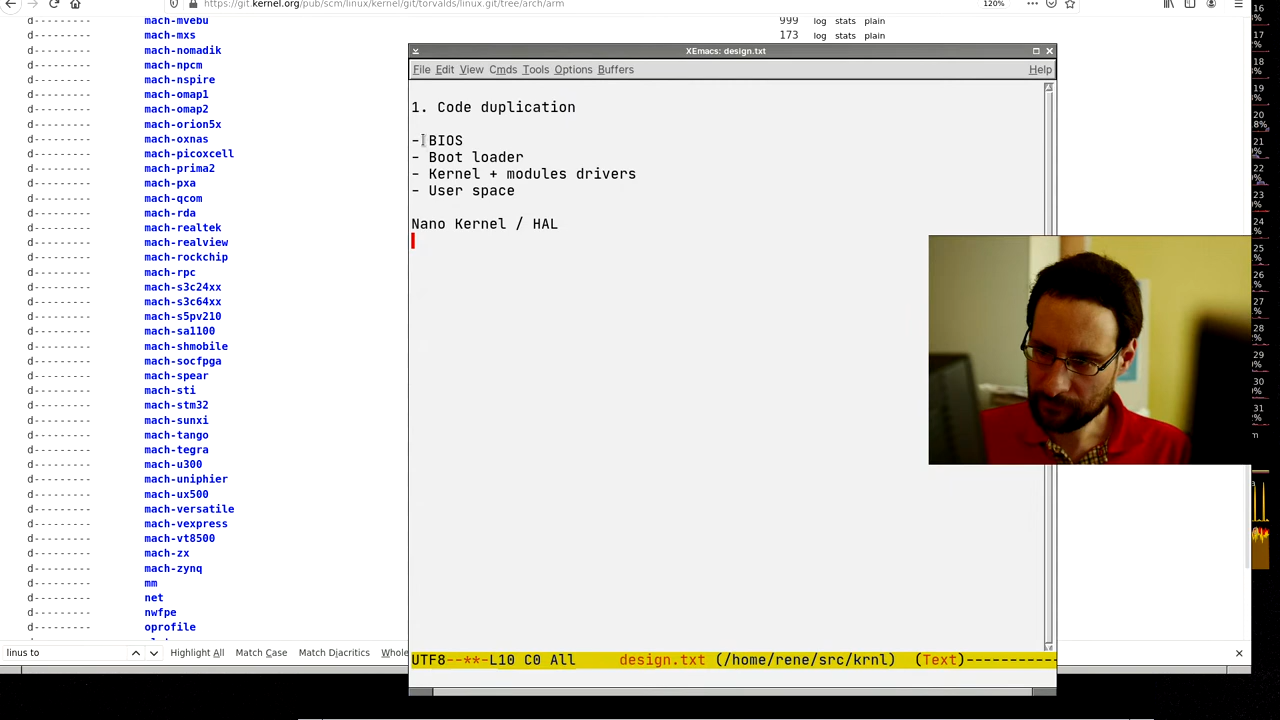 https://git.kernel.org/pub/scm/linux/kernel/git/torvalds/linux.git/tree/arch/arm
120%
d--------- mach-mvebu 999 log stats plain
d--------- mach-mxs 173 log stats plain
d--------- mach-nomadik
d--------- mach-npcm
d--------- mach-nspire
d--------- mach-omap1
d--------- mach-omap2
d--------- mach-orion5x
d--------- mach-oxnas
d--------- mach-picoxcell
d--------- mach-prima2
d--------- mach-pxa
d--------- mach-qcom
d--------- mach-rda
d--------- mach-realtek
d--------- mach-realview
d--------- mach-rockchip
d--------- mach-rpc
d--------- mach-s3c24xx
d--------- mach-s3c64xx
d--------- mach-s5pv210
d--------- mach-sa1100
d--------- mach-shmobile
d--------- mach-socfpga
d--------- mach-spear
d--------- mach-sti
d--------- mach-stm32
d--------- mach-sunxi
d--------- mach-tango
d--------- mach-tegra
d--------- mach-u300
d--------- mach-uniphier
d--------- mach-ux500
d--------- mach-versatile
d--------- mach-vexpress
d--------- mach-vt8500
d--------- mach-zx
d--------- mach-zynq
d--------- mm
d--------- net
d--------- nwfpe
d--------- oprofile
linus to Highlight All Match Case Match Diacritics Whole
XEmacs: design.txt
File Edit View Cmds Tools Options Buffers Help
1. Code duplication
- BIOS
- Boot loader
- Kernel + modules drivers
- User space
Nano Kernel / HAL
UTF8--**-L10 C0 All design.txt (/home/rene/src/krnl) (Text)-----------